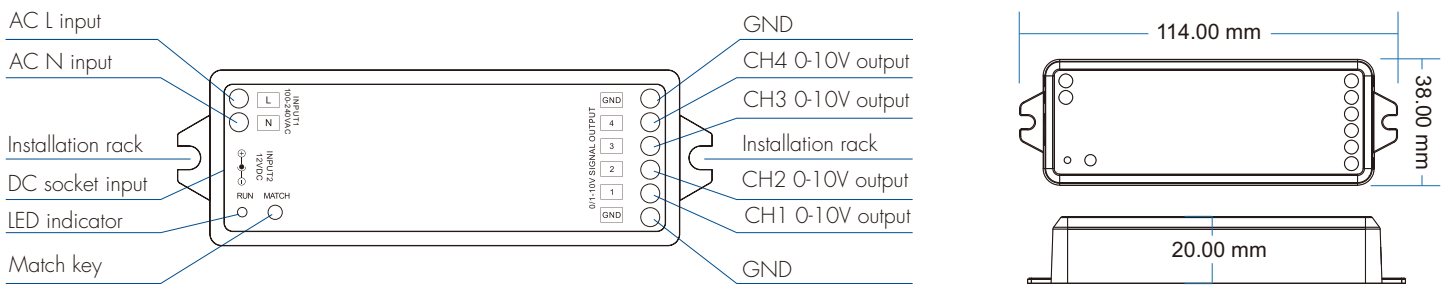 AC L input
AC N input
Installation rack
DC socket input
LED indicator
Match key
L
N
INPUT1
100-240VAC
INPUT2
12VDC
RUN
MATCH
0/1-10V SIGNAL OUTPUT
GND
4
3
2
1
GND
GND
CH4 0-10V output
CH3 0-10V output
Installation rack
CH2 0-10V output
CH1 0-10V output
GND
114.00 mm
38.00 mm
20.00 mm